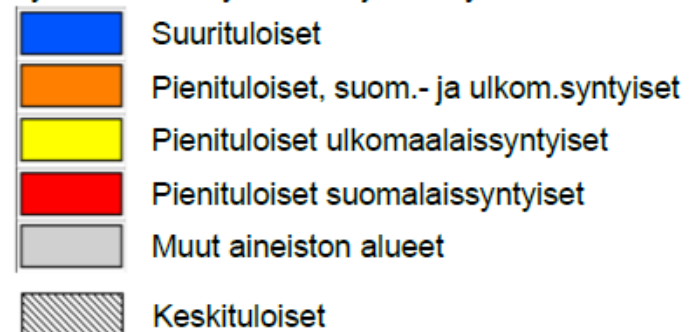 Suurituloiset
Pienituloiset, suom.- ja ulkom.syntyiset
Pienituloiset ulkomaalaissyntyiset
Pienituloiset suomalaissyntyiset
Muut aineiston alueet
Keskituloiset